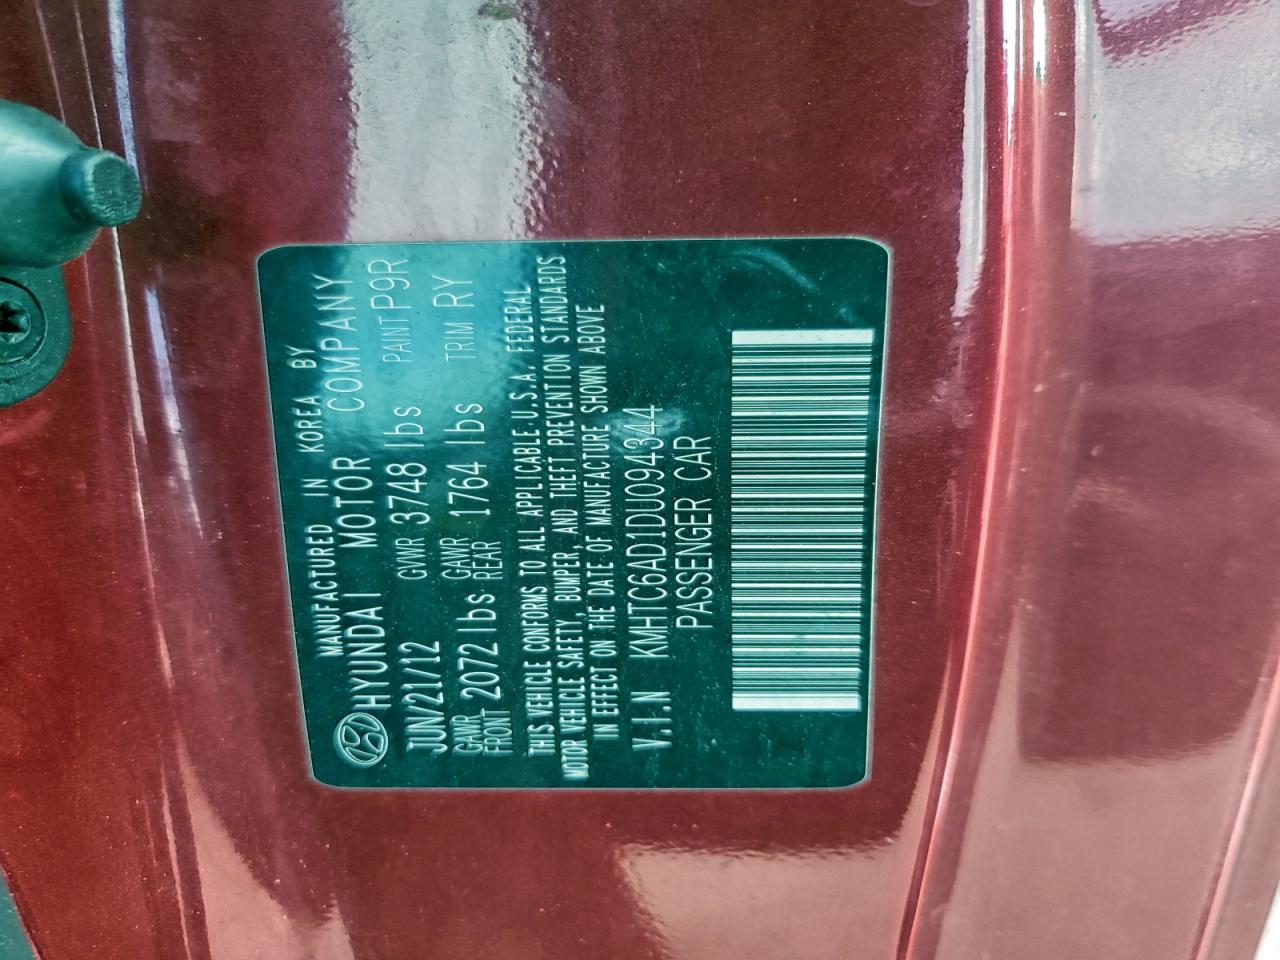 MANUFACTURED IN KOREA BY
HYUNDAI MOTOR COMPANY
JUN/21/12 GVWR 3748 lbs PAINT P9R
GAWR FRONT 2072 lbs GAWR REAR 1764 lbs TRIM RY
THIS VEHICLE CONFORMS TO ALL APPLICABLE U.S.A. FEDERAL
MOTOR VEHICLE SAFETY, BUMPER, AND THEFT PREVENTION STANDARDS
IN EFFECT ON THE DATE OF MANUFACTURE SHOWN ABOVE
V.I.N KMHTC6AD1DU094344
PASSENGER CAR